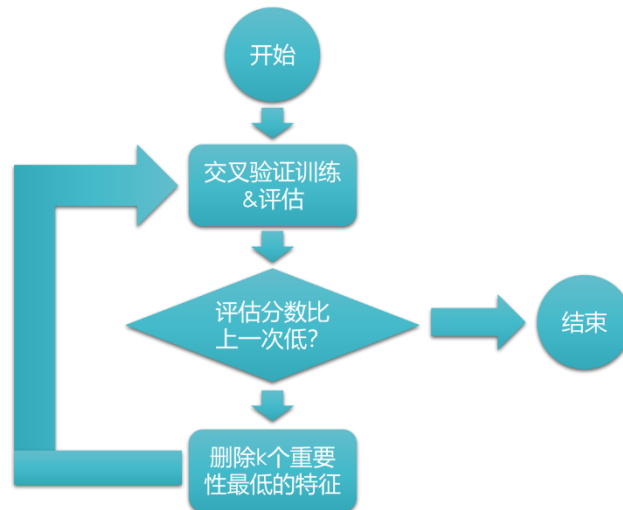 开始
交叉验证训练
&评估
评估分数比
上一次低？
结束
删除k个重要
性最低的特征